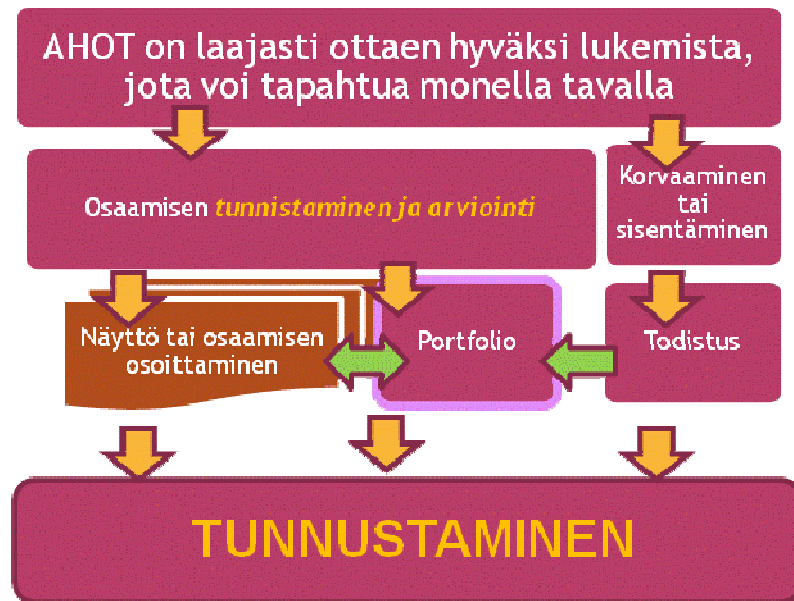 AHOT on laajasti ottaen hyväksi lukemista,
jota voi tapahtua monella tavalla
Osaamisen tunnistaminen ja arviointi
Korvaaminen
tai
sisentäminen
Näyttö tai osaamisen
osoittaminen
Portfolio
Todistus
TUNNUSTAMINEN